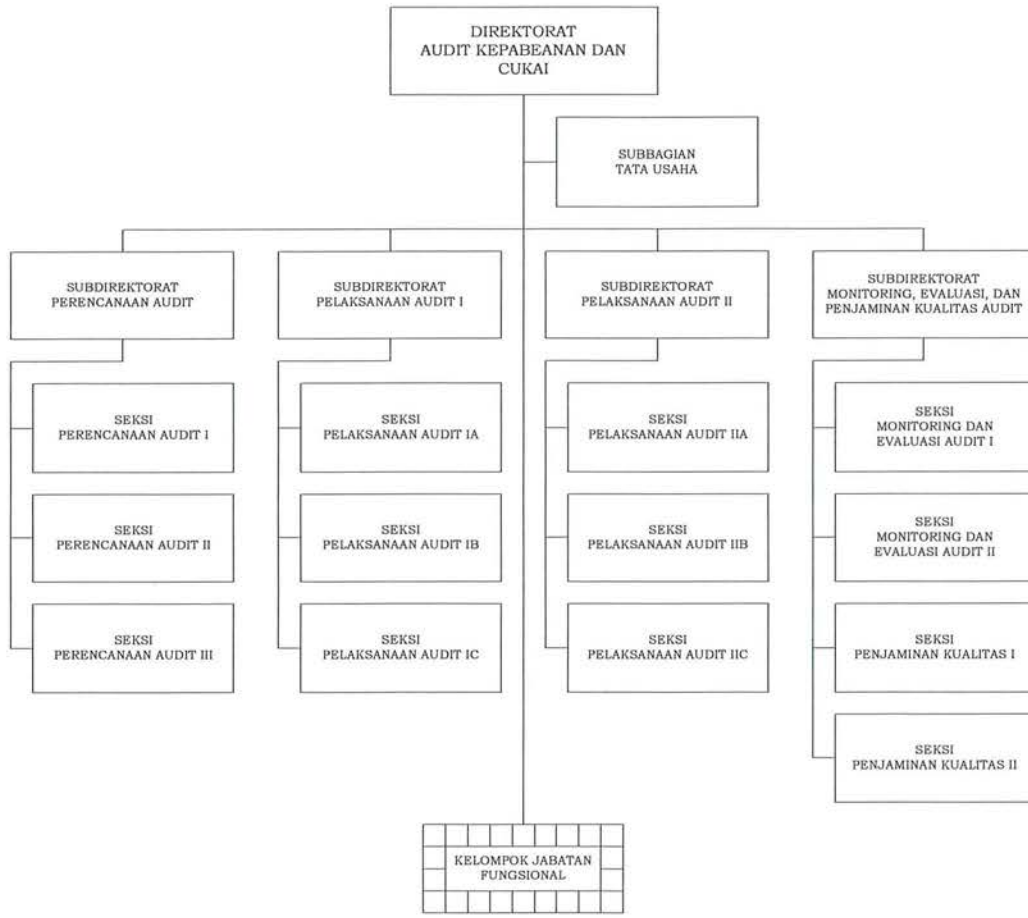 DIREKTORAT
AUDIT KEPABEANAN DAN
CUKAI
SUBBAGIAN
TATA USAHA
SUBDIREKTORAT
PERENCANAAN AUDIT
SUBDIREKTORAT
PELAKSANAAN AUDIT I
SUBDIREKTORAT
PELAKSANAAN AUDIT II
SUBDIREKTORAT
MONITORING, EVALUASI, DAN
PENJAMINAN KUALITAS AUDIT
SEKSI
PERENCANAAN AUDIT I
SEKSI
PELAKSANAAN AUDIT IA
SEKSI
PELAKSANAAN AUDIT IIA
SEKSI
MONITORING DAN
EVALUASI AUDIT I
SEKSI
PERENCANAAN AUDIT II
SEKSI
PELAKSANAAN AUDIT IB
SEKSI
PELAKSANAAN AUDIT IIB
SEKSI
MONITORING DAN
EVALUASI AUDIT II
SEKSI
PERENCANAAN AUDIT III
SEKSI
PELAKSANAAN AUDIT IC
SEKSI
PELAKSANAAN AUDIT IIC
SEKSI
PENJAMINAN KUALITAS I
SEKSI
PENJAMINAN KUALITAS II
KELOMPOK JABATAN
FUNGSIONAL